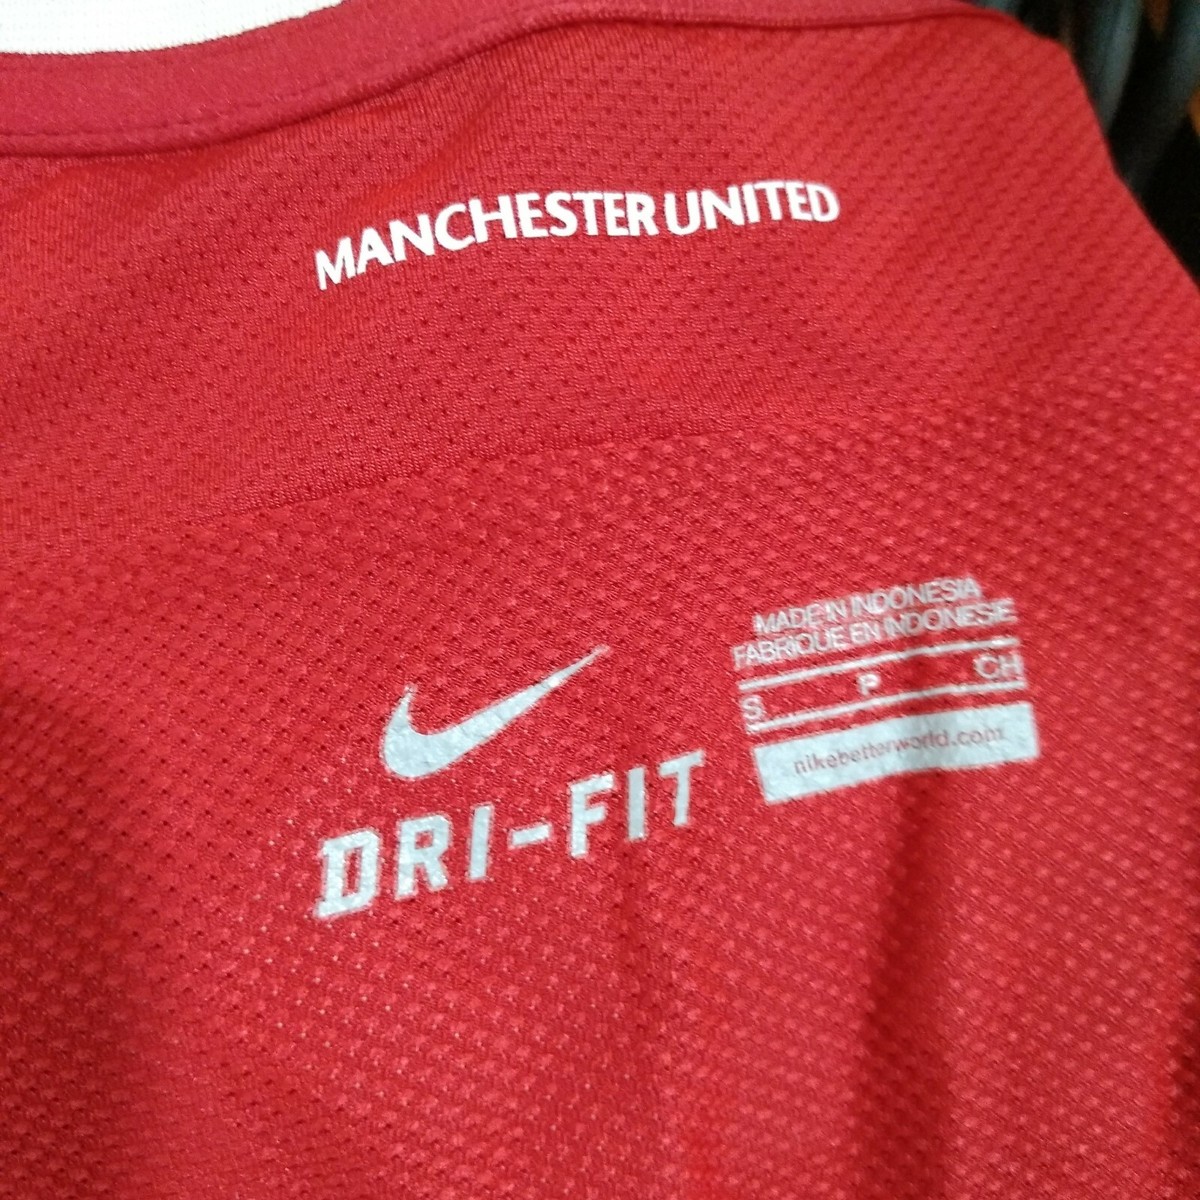 MANCHESTER UNITED
MADE IN INDONESIA
FABRIQUE EN INDONESIE
S P CH
nikebetterworld.com
DRI-FIT